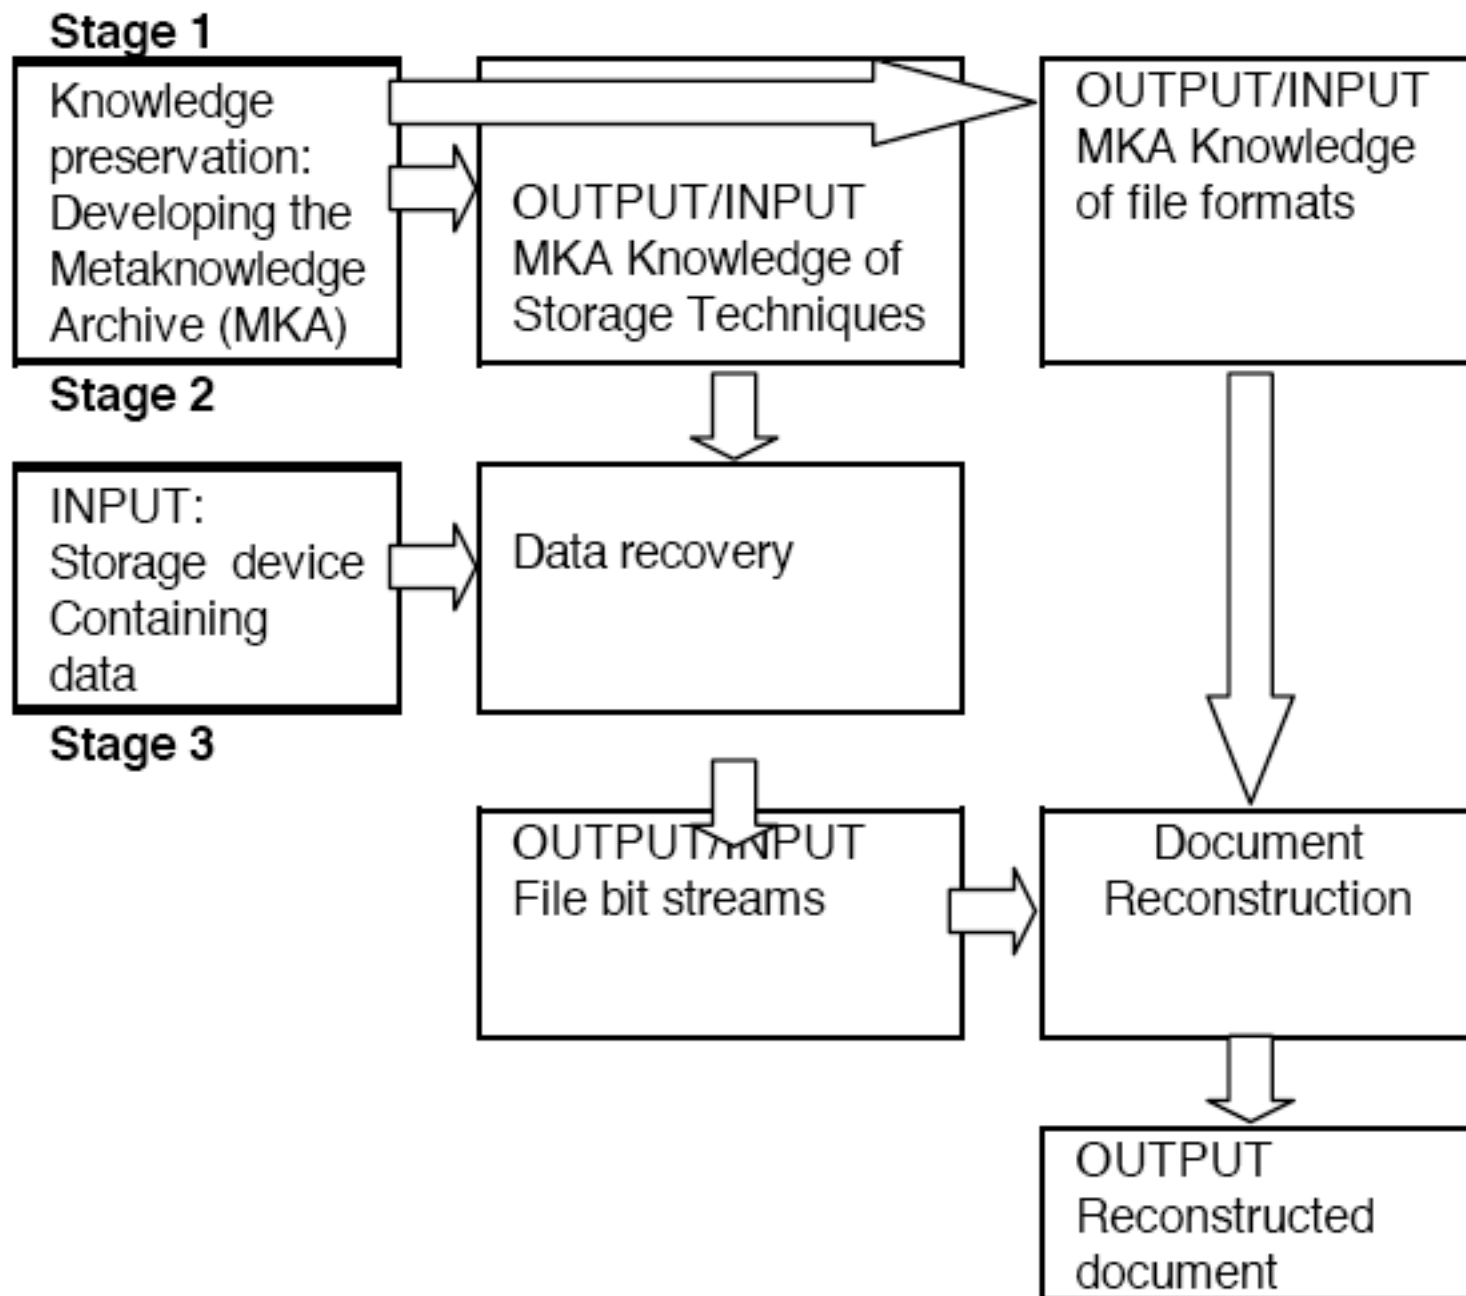 Stage 1
Knowledge
preservation:
Developing the
Metaknowledge
Archive (MKA)
OUTPUT/INPUT
MKA Knowledge of
Storage Techniques
OUTPUT/INPUT
MKA Knowledge
of file formats
Stage 2
INPUT:
Storage device
Containing
data
Data recovery
Stage 3
OUTPUT/INPUT
File bit streams
Document
Reconstruction
OUTPUT
Reconstructed
document